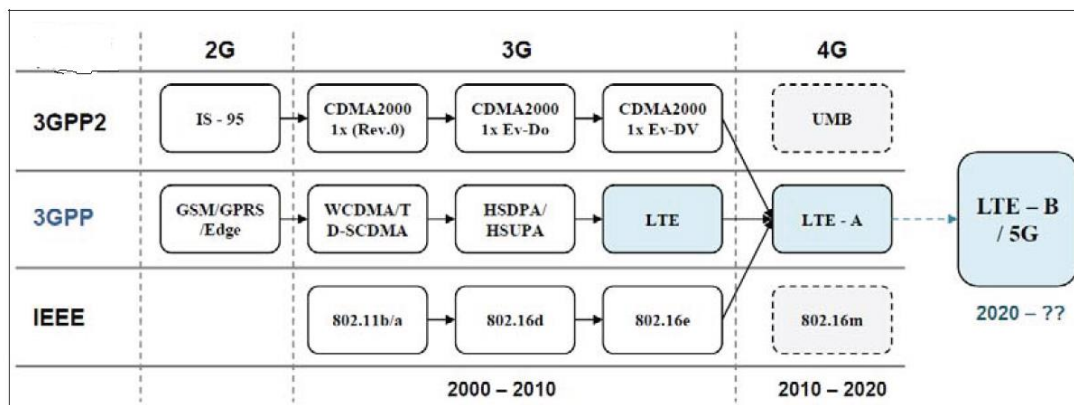 2G
3G
4G
3GPP2
IS - 95
CDMA2000
1x (Rev.0)
CDMA2000
1x Ev-Do
CDMA2000
1x Ev-DV
UMB
3GPP
GSM/GPRS
/Edge
WCDMA/T
D-SCDMA
HSDPA/
HSUPA
LTE
LTE - A
LTE – B
/ 5G
IEEE
802.11b/a
802.16d
802.16e
802.16m
2020 – ??
2000 – 2010
2010 – 2020